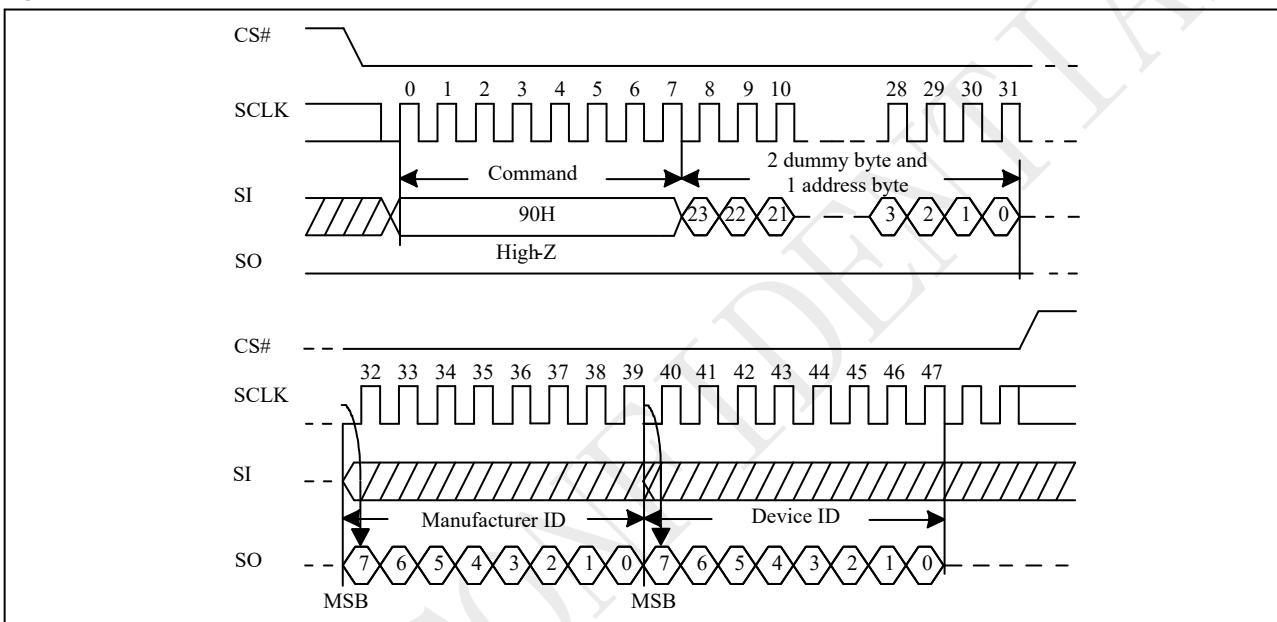 CS#
0 1 2 3 4 5 6 7 8 9 10 28 29 30 31
SCLK
Command
2 dummy byte and
1 address byte
SI
90H
23 22 21 3 2 1 0
High-Z
SO
CS#
32 33 34 35 36 37 38 39 40 41 42 43 44 45 46 47
SCLK
SI
Manufacturer ID Device ID
SO
7 6 5 4 3 2 1 0 7 6 5 4 3 2 1 0
MSB MSB
CONFIDENTIA